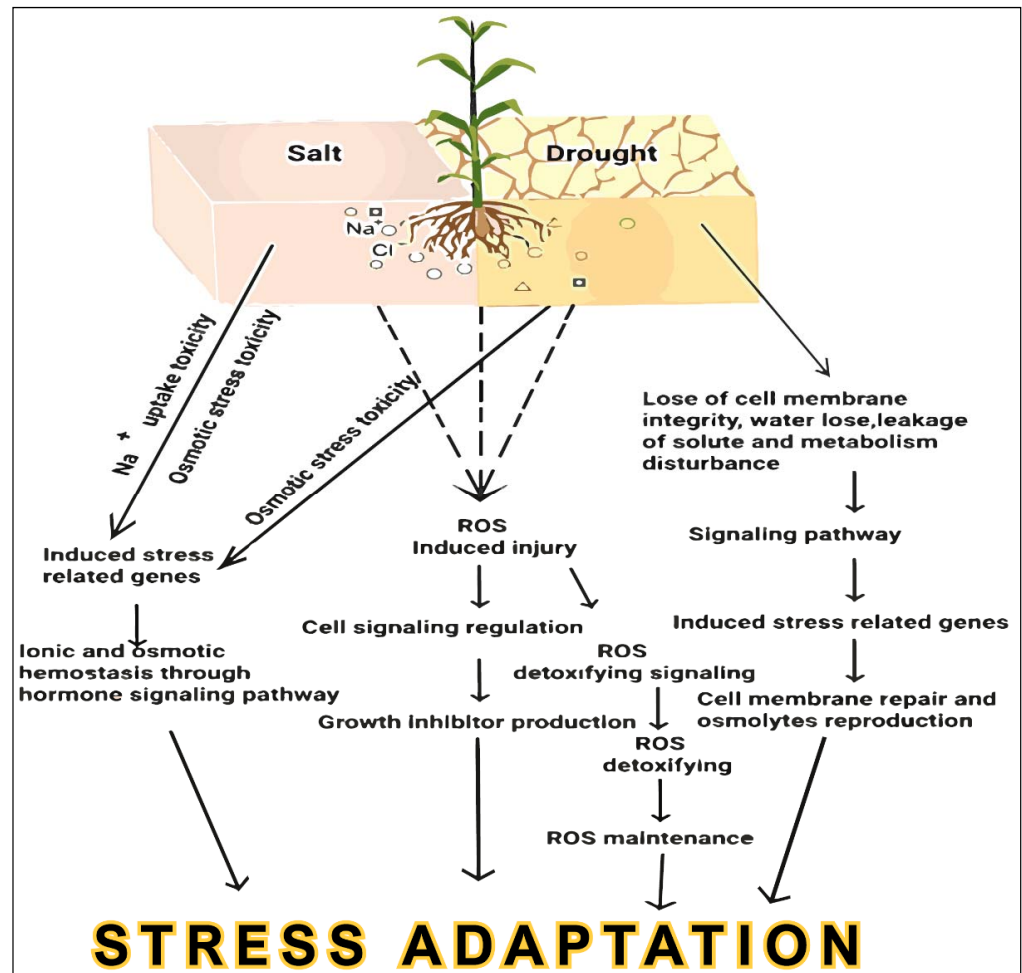 Salt
Drought
Na+
Cl
Na + uptake toxicity
Osmotic stress toxicity
Osmotic stress toxicity
Lose of cell membrane
integrity, water lose,leakage
of solute and metabolism
disturbance
Signaling pathway
Induced stress related genes
Cell membrane repair and
osmolytes reproduction
Induced stress
related genes
Ionic and osmotic
hemostasis through
hormone signaling pathway
ROS
Induced injury
Cell signaling regulation
Growth inhibitor production
ROS
detoxifying signaling
ROS
detoxifying
ROS maintenance
STRESS ADAPTATION